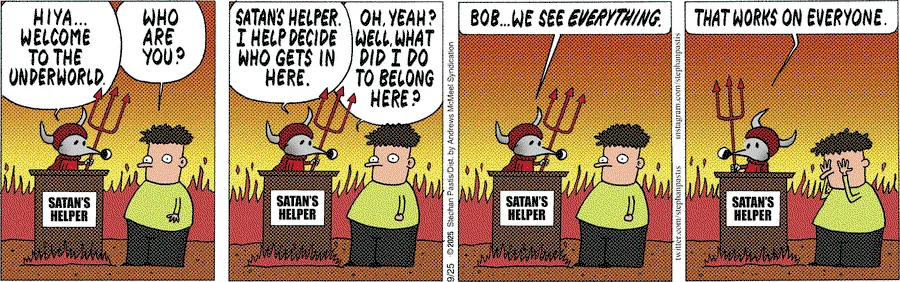 HIYA...
WELCOME
TO THE
UNDERWORLD.
WHO
ARE
YOU?
SATAN'S
HELPER
SATAN'S HELPER.
I HELP DECIDE
WHO GETS IN
HERE.
OH, YEAH?
WELL, WHAT
DID I DO
TO BELONG
HERE?
SATAN'S
HELPER
9/25 © 2025 Stephan Pastis/Dist. by Andrews McMeel Syndication
BOB...WE SEE EVERYTHING.
SATAN'S
HELPER
twitter.com/stephanpastis instagram.com/stephanpastis
THAT WORKS ON EVERYONE.
SATAN'S
HELPER